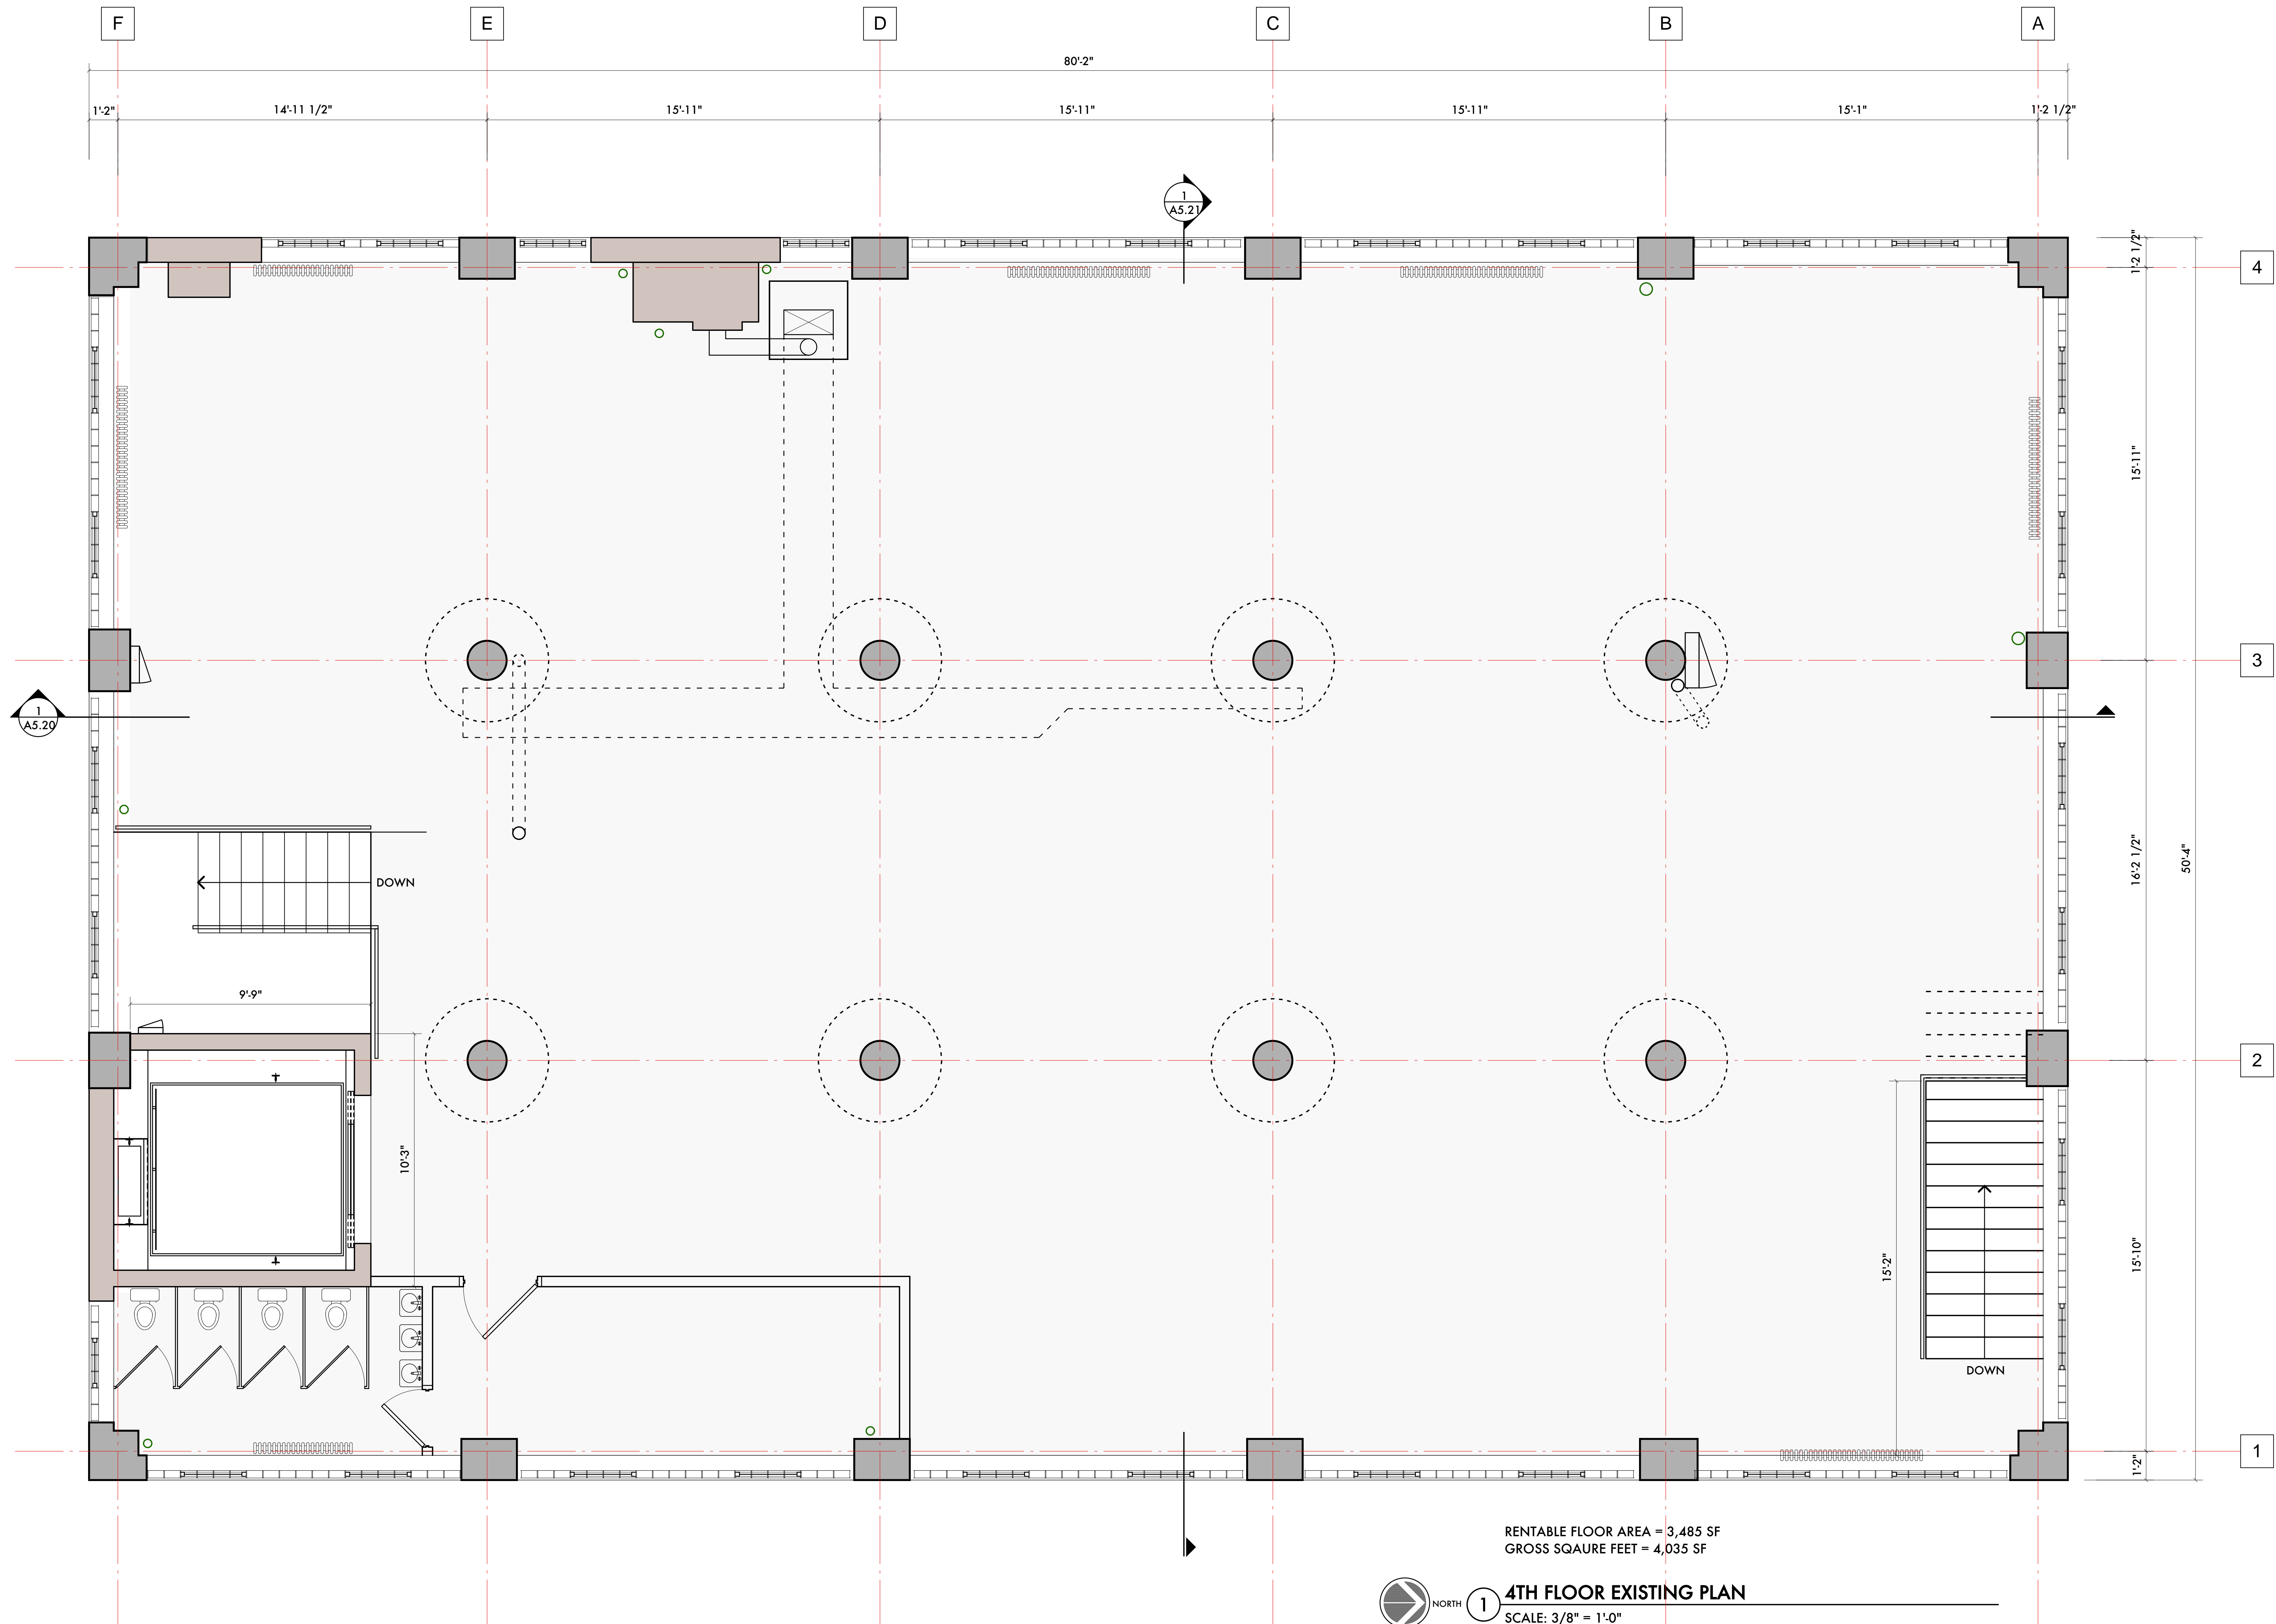 F
E
D
C
B
A
80'-2"
1'-2"
14'-11 1/2"
15'-11"
15'-11"
15'-11"
15'-1"
1'-2 1/2"
1
A5.21
1'-2 1/2"
4
15'-11"
3
1
A5.20
16'-2 1/2"
50'-4"
DOWN
9'-9"
2
10'-3"
15'-2"
15'-10"
DOWN
1
1'-2"
RENTABLE FLOOR AREA = 3,485 SF
GROSS SQAURE FEET = 4,035 SF
NORTH
1
4TH FLOOR EXISTING PLAN
SCALE: 3/8" = 1'-0"